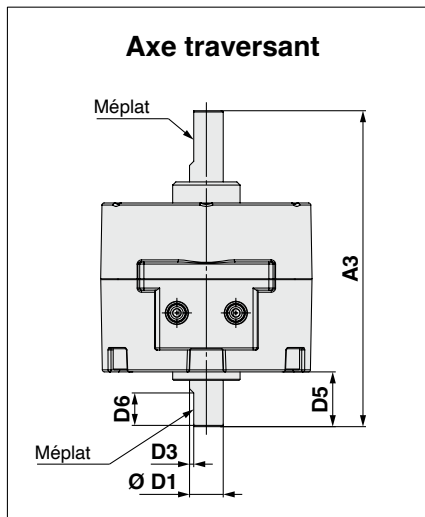 Axe traversant
Méplat
A3
D5
D6
Méplat
D3
Ø D1